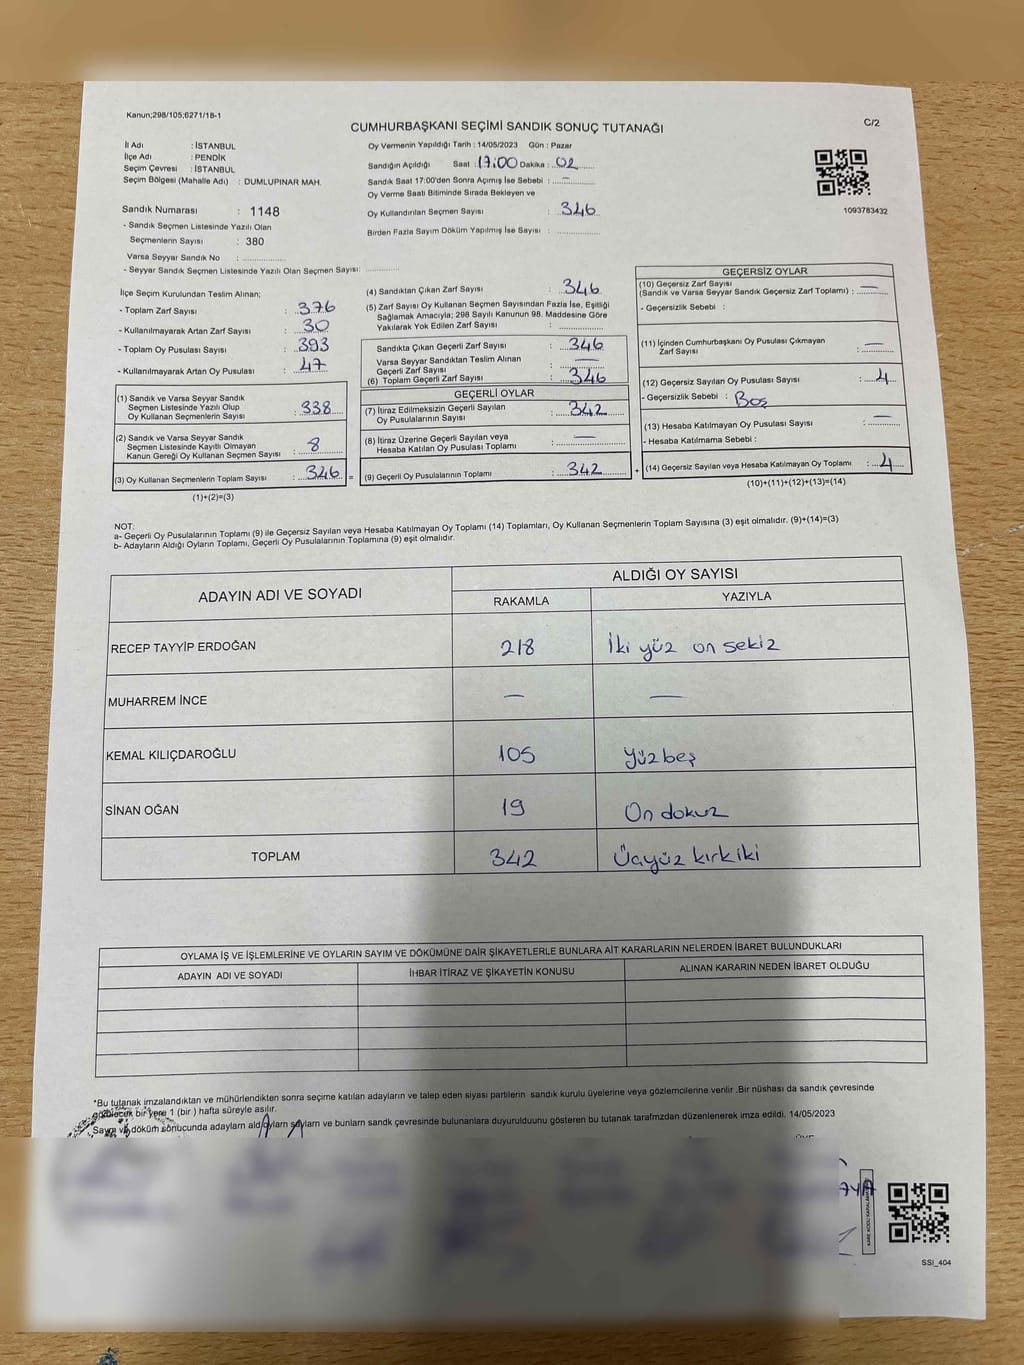 Kanun;298/105;6271/18-1
CUMHURBAŞKANI SEÇİMİ SANDIK SONUÇ TUTANAĞI
C/2
İl Adı : İSTANBUL
İlçe Adı : PENDİK
Seçim Çevresi : İSTANBUL
Seçim Bölgesi (Mahalle Adı) : DUMLUPINAR MAH.
Sandık Numarası : 1148
- Sandık Seçmen Listesinde Yazılı Olan
Seçmenlerin Sayısı : 380
Varsa Seyyar Sandık No :
- Seyyar Sandık Seçmen Listesinde Yazılı Olan Seçmen Sayısı:
Oy Vermenin Yapıldığı Tarih : 14/05/2023 Gün : Pazar
Sandığın Açıldığı Saat : 17:00 Dakika : 02
Sandık Saat 17:00'den Sonra Açımış İse Sebebi : —
Oy Verme Saati Bitiminde Sırada Bekleyen ve
Oy Kullandırılan Seçmen Sayısı : 346
Birden Fazla Sayım Döküm Yapılmış İse Sayısı :
1093783432
İlçe Seçim Kurulundan Teslim Alınan;
- Toplam Zarf Sayısı : 376
- Kullanılmayarak Artan Zarf Sayısı : 30
- Toplam Oy Pusulası Sayısı : 393
- Kullanılmayarak Artan Oy Pusulası : 47
(1) Sandık ve Varsa Seyyar Sandık
Seçmen Listesinde Yazılı Olup
Oy Kullanan Seçmenlerin Sayısı : 338
(2) Sandık ve Varsa Seyyar Sandık
Seçmen Listesinde Kayıtlı Olmayan
Kanun Gereği Oy Kullanan Seçmen Sayısı : 8
(3) Oy Kullanan Seçmenlerin Toplam Sayısı : 346 =
(1)+(2)=(3)
(4) Sandıktan Çıkan Zarf Sayısı : 346
(5) Zarf Sayısı Oy Kullanan Seçmen Sayısından Fazla İse, Eşitliği
Sağlamak Amacıyla; 298 Sayılı Kanunun 98. Maddesine Göre
Yakılarak Yok Edilen Zarf Sayısı :
Sandıkta Çıkan Geçerli Zarf Sayısı : 346
Varsa Seyyar Sandıktan Teslim Alınan
Geçerli Zarf Sayısı : —
(6) Toplam Geçerli Zarf Sayısı : 346
GEÇERLİ OYLAR
(7) İtiraz Edilmeksizin Geçerli Sayılan
Oy Pusulasının Sayısı : 342
(8) İtiraz Üzerine Geçerli Sayılan veya
Hesaba Katılan Oy Pusulası Toplamı : —
(9) Geçerli Oy Pusulalarının Toplamı : 342 +
GEÇERSİZ OYLAR
(10) Geçersiz Zarf Sayısı
(Sandık ve Varsa Seyyar Sandık Geçersiz Zarf Toplamı) : —
- Geçersizlik Sebebi :
(11) İçinden Cumhurbaşkanı Oy Pusulası Çıkmayan
Zarf Sayısı : —
(12) Geçersiz Sayılan Oy Pusulası Sayısı : 4
- Geçersizlik Sebebi : Boş
(13) Hesaba Katılmayan Oy Pusulası Sayısı : —
- Hesaba Katılmama Sebebi :
(14) Geçersiz Sayılan veya Hesaba Katılmayan Oy Toplamı : 4
(10)+(11)+(12)+(13)=(14)
NOT:
a- Geçerli Oy Pusulalarının Toplamı (9) ile Geçersiz Sayılan veya Hesaba Katılmayan Oy Toplamı (14) Toplamları, Oy Kullanan Seçmenlerin Toplam Sayısına (3) eşit olmalıdır. (9)+(14)=(3)
b- Adayların Aldığı Oyların Toplamı, Geçerli Oy Pusulalarının Toplamına (9) eşit olmalıdır.
ADAYIN ADI VE SOYADI
ALDIĞI OY SAYISI
RAKAMLA YAZIYLA
RECEP TAYYİP ERDOĞAN 218 İki yüz on sekiz
MUHARREM İNCE — —
KEMAL KILIÇDAROĞLU 105 Yüzbeş
SİNAN OĞAN 19 On dokuz
TOPLAM 342 Üçyüz kırkiki
OYLAMA İŞ VE İŞLEMLERİNE VE OYLARIN SAYIM VE DÖKÜMÜNE DAİR ŞİKAYETLERLE BUNLARA AİT KARARLARIN NELERDEN İBARET BULUNDUKLARI
ADAYIN ADI VE SOYADI İHBAR İTİRAZ VE ŞİKAYETİN KONUSU ALINAN KARARIN NEDEN İBARET OLDUĞU
*Bu tutanak imzalandıktan ve mühürlendikten sonra seçime katılan adayların ve talep eden siyasi partilerin sandık kurulu üyelerine veya gözlemcilerine verilir .Bir nüshası da sandık çevresinde
görülecek bir yere 1 (bir ) hafta süreyle asılır.
Sayım ve döküm sonucunda adayların aldıyların sayların ve bunların sandk çevresinde bulunanlara duyurulduunu gösteren bu tutanak tarafmzdan düzenlenerek imza edildi. 14/05/2023
SSI_404